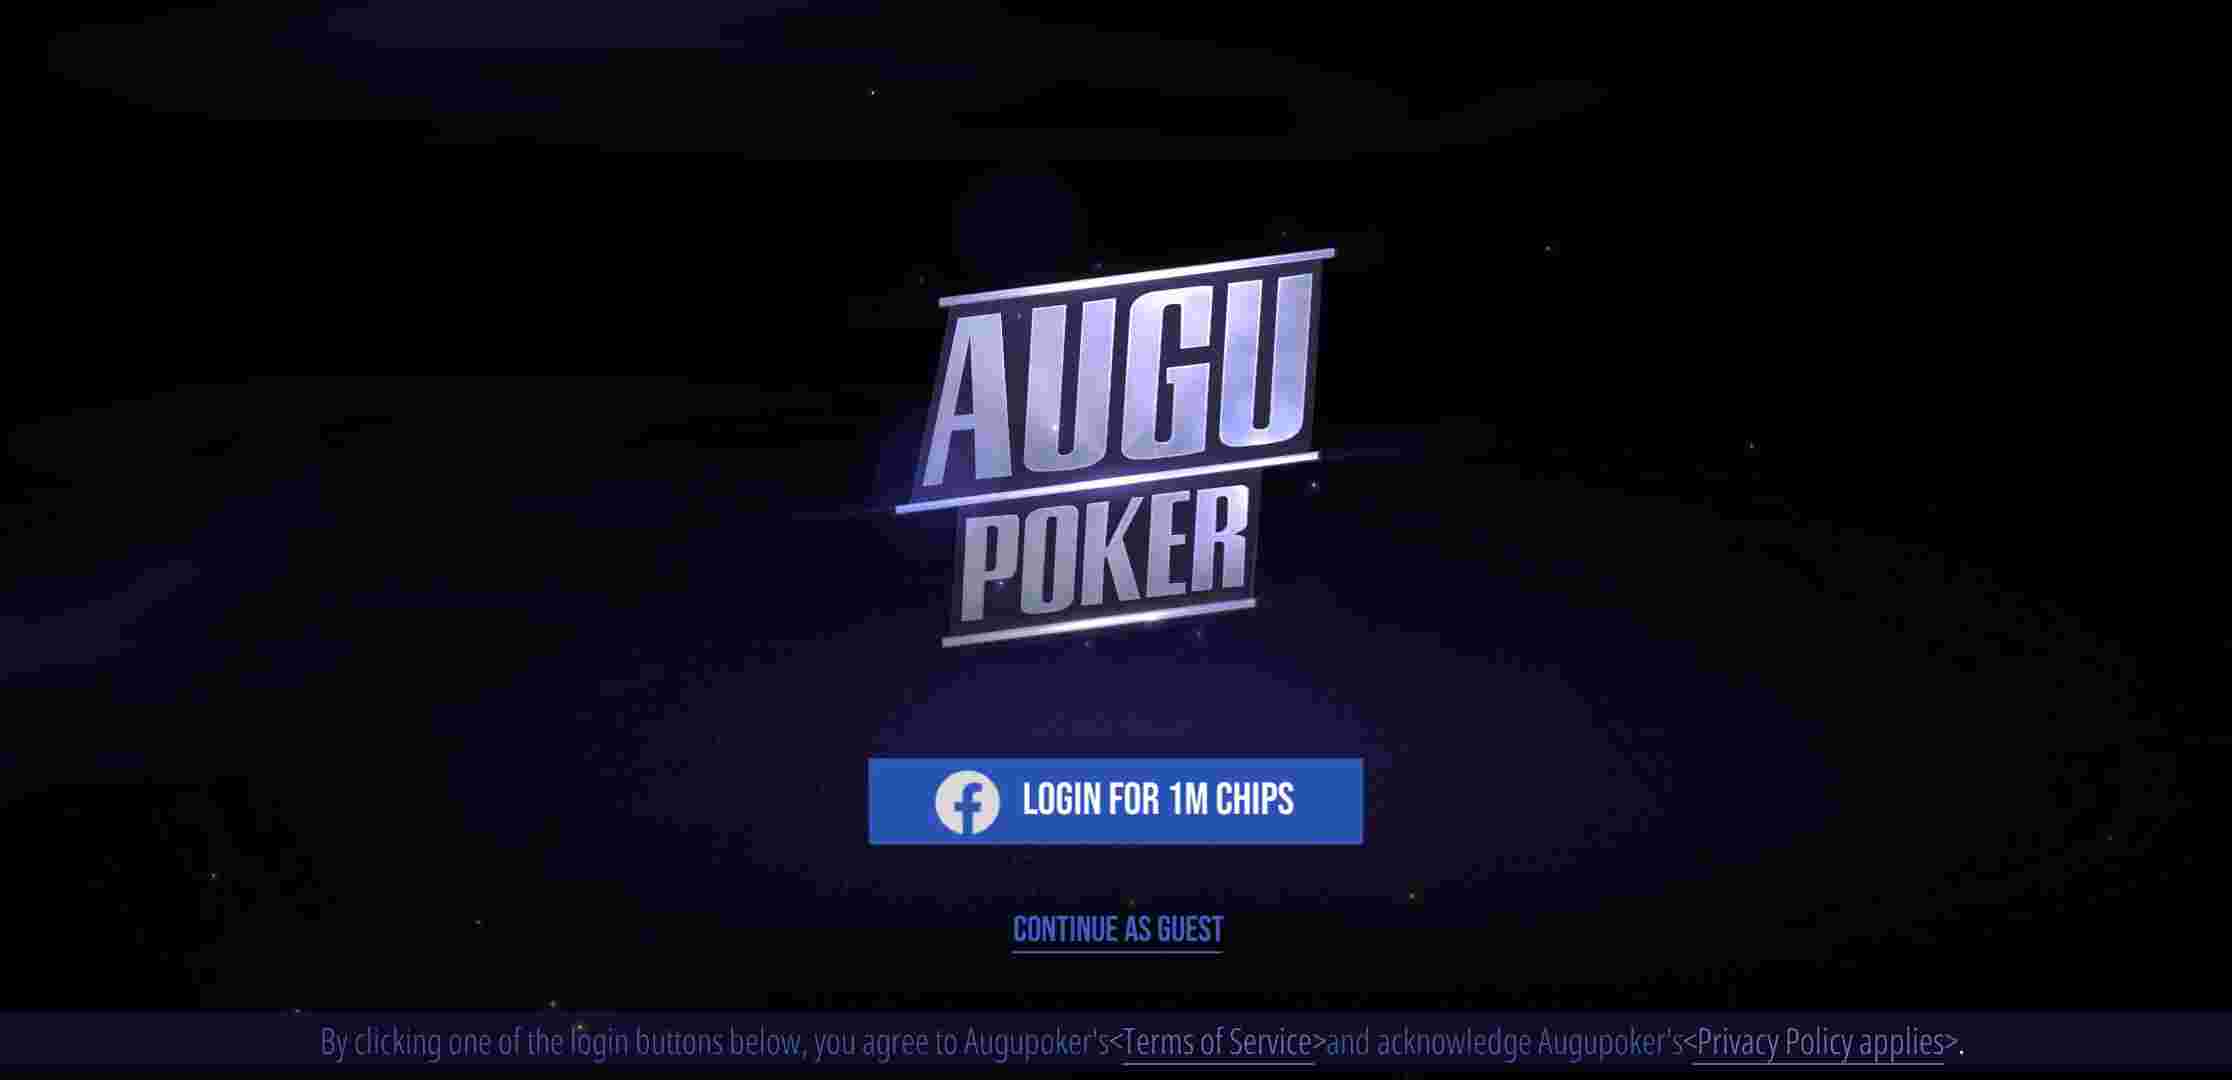 AUGU
POKER
LOGIN FOR 1M CHIPS
CONTINUE AS GUEST
By clicking one of the login buttons below, you agree to Augupoker's<Terms of Service>and acknowledge Augupoker's<Privacy Policy applies>.